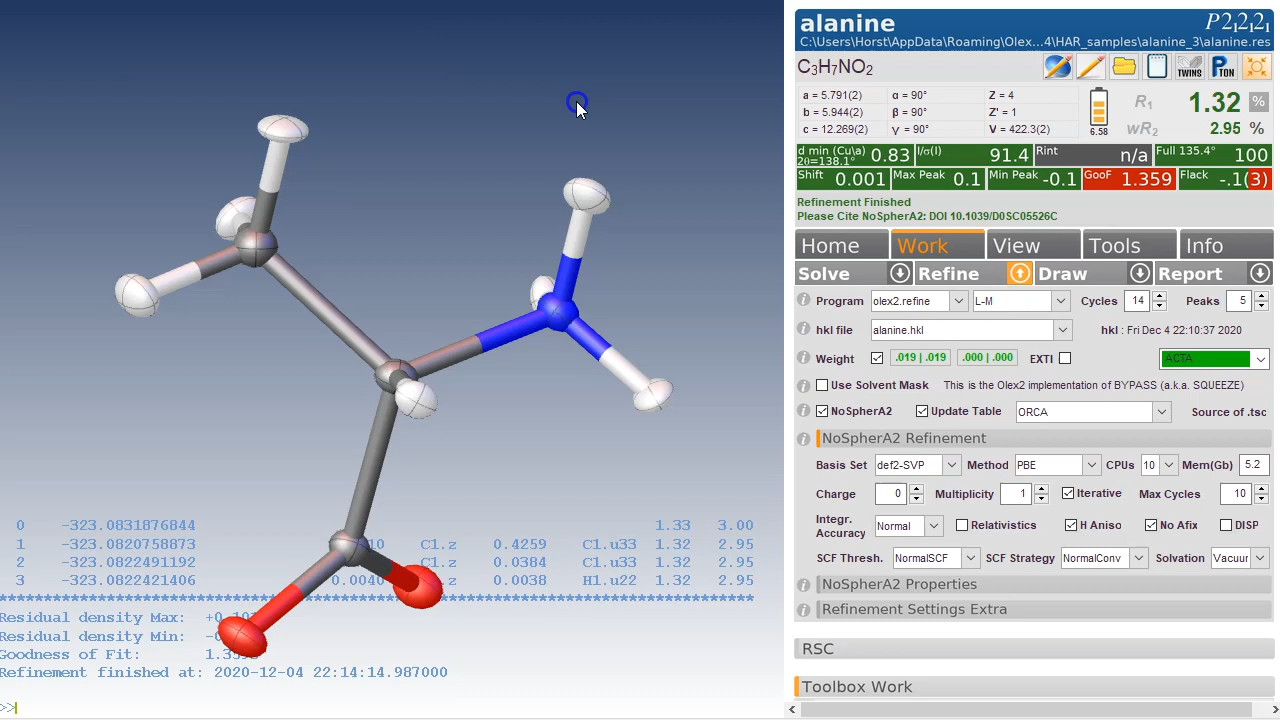 alanine
P2₁2₁2₁
C:\Users\Horst\AppData\Roaming\Olex...4\HAR_samples\alanine_3\alanine.res
C₃H₇NO₂
TWINS
PTON
a = 5.791(2) α = 90° Z = 4
b = 5.944(2) β = 90° Z' = 1
c = 12.269(2) γ = 90° V = 422.3(2)
6.58
R₁ 1.32 %
wR₂ 2.95 %
d min (Cu\a) 2θ=138.1° 0.83 I/σ(I) 91.4 Rint n/a Full 135.4° 100
Shift 0.001 Max Peak 0.1 Min Peak -0.1 GooF 1.359 Flack -.1(3)
Refinement Finished
Please Cite NoSpherA2: DOI 10.1039/D0SC05526C
Home Work View Tools Info
Solve Refine Draw Report
Program olex2.refine L-M Cycles 14 Peaks 5
hkl file alanine.hkl hkl : Fri Dec 4 22:10:37 2020
Weight .019 | .019 .000 | .000 EXTI ACTA
Use Solvent Mask This is the Olex2 implementation of BYPASS (a.k.a. SQUEEZE)
NoSpherA2 Update Table ORCA Source of .tsc
NoSpherA2 Refinement
Basis Set def2-SVP Method PBE CPUs 10 Mem(Gb) 5.2
Charge 0 Multiplicity 1 Iterative Max Cycles 10
Integr. Accuracy Normal Relativistics H Aniso No Afix DISP
SCF Thresh. NormalSCF SCF Strategy NormalConv Solvation Vacuur
NoSpherA2 Properties
Refinement Settings Extra
RSC
Toolbox Work
0 -323.0831876844 1.33 3.00
1 -323.0820758873 C1.z 0.4259 C1.u33 1.32 2.95
2 -323.0822491192 0.0384 C1.u33 1.32 2.95
3 -323.0822421406 0.0038 H1.u22 1.32 2.95
********************************************************************************
Residual density Max:
Residual density Min:
Goodness of Fit:
Refinement finished at: 2020-12-04 22:14:14.987000
>>